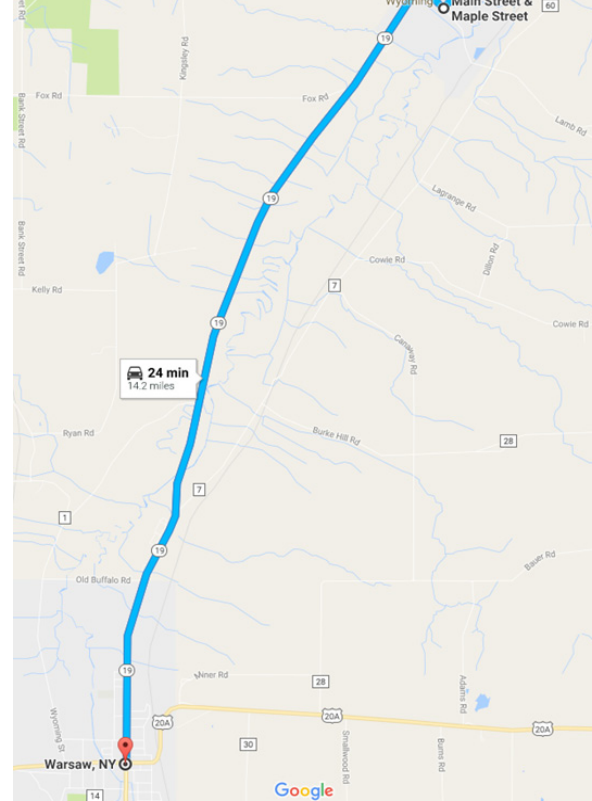 Wyoming
Main Street &
Maple Street
60
19
Kingsley Rd
Bank Street Rd
Fox Rd
Fox Rd
Lamb Rd
19
Lagrange Rd
Bank Street Rd
Dillon Rd
Cowie Rd
Kelly Rd
7
19
Cowie Rd
Canaway Rd
24 min
14.2 miles
Ryan Rd
Burke Hill Rd
28
7
1
19
Bauer Rd
Old Buffalo Rd
19
28
Adams Rd
Wyoming St
20A
20A
20A
30
Smallwood Rd
Burns Rd
Warsaw, NY
14
Google